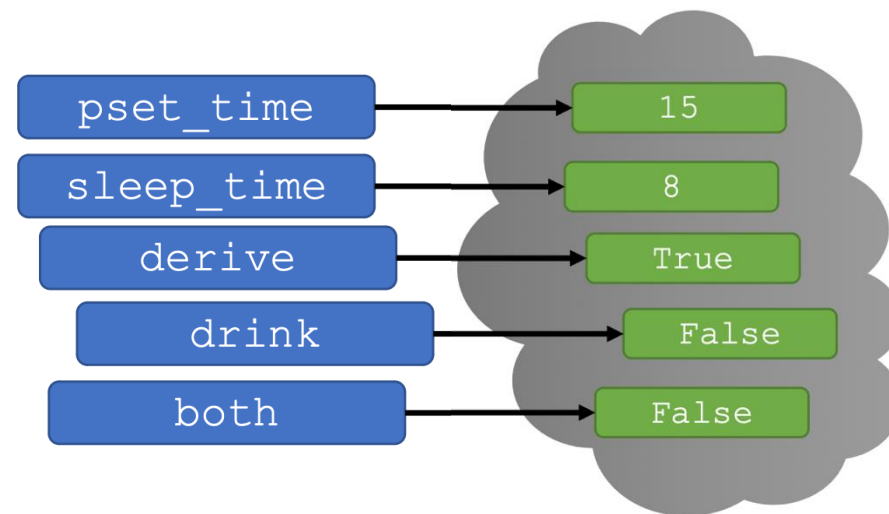 pset_time 15
sleep_time 8
derive True
drink False
both False